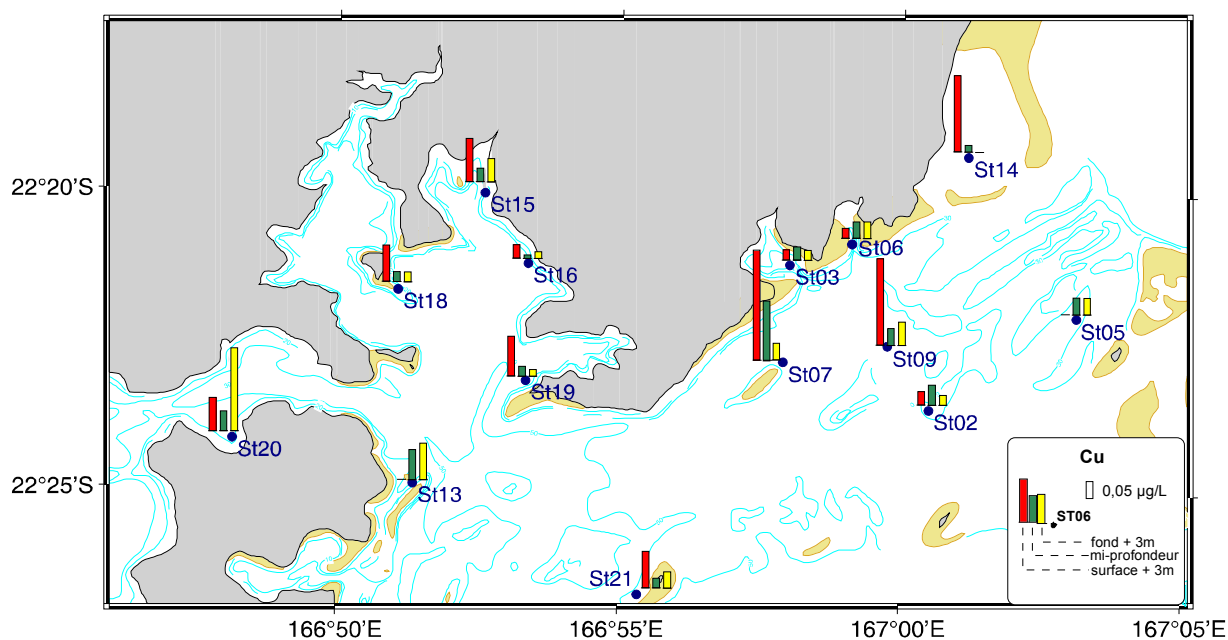 St14
22°20'S
St15
St06
St16
St03
St18
St05
St09
St07
St19
St02
St20
Cu
22°25'S
0,05 µg/L
St13
ST06
fond + 3m
mi-profondeur
surface + 3m
St21
166°50'E
166°55'E
167°00'E
167°05'E